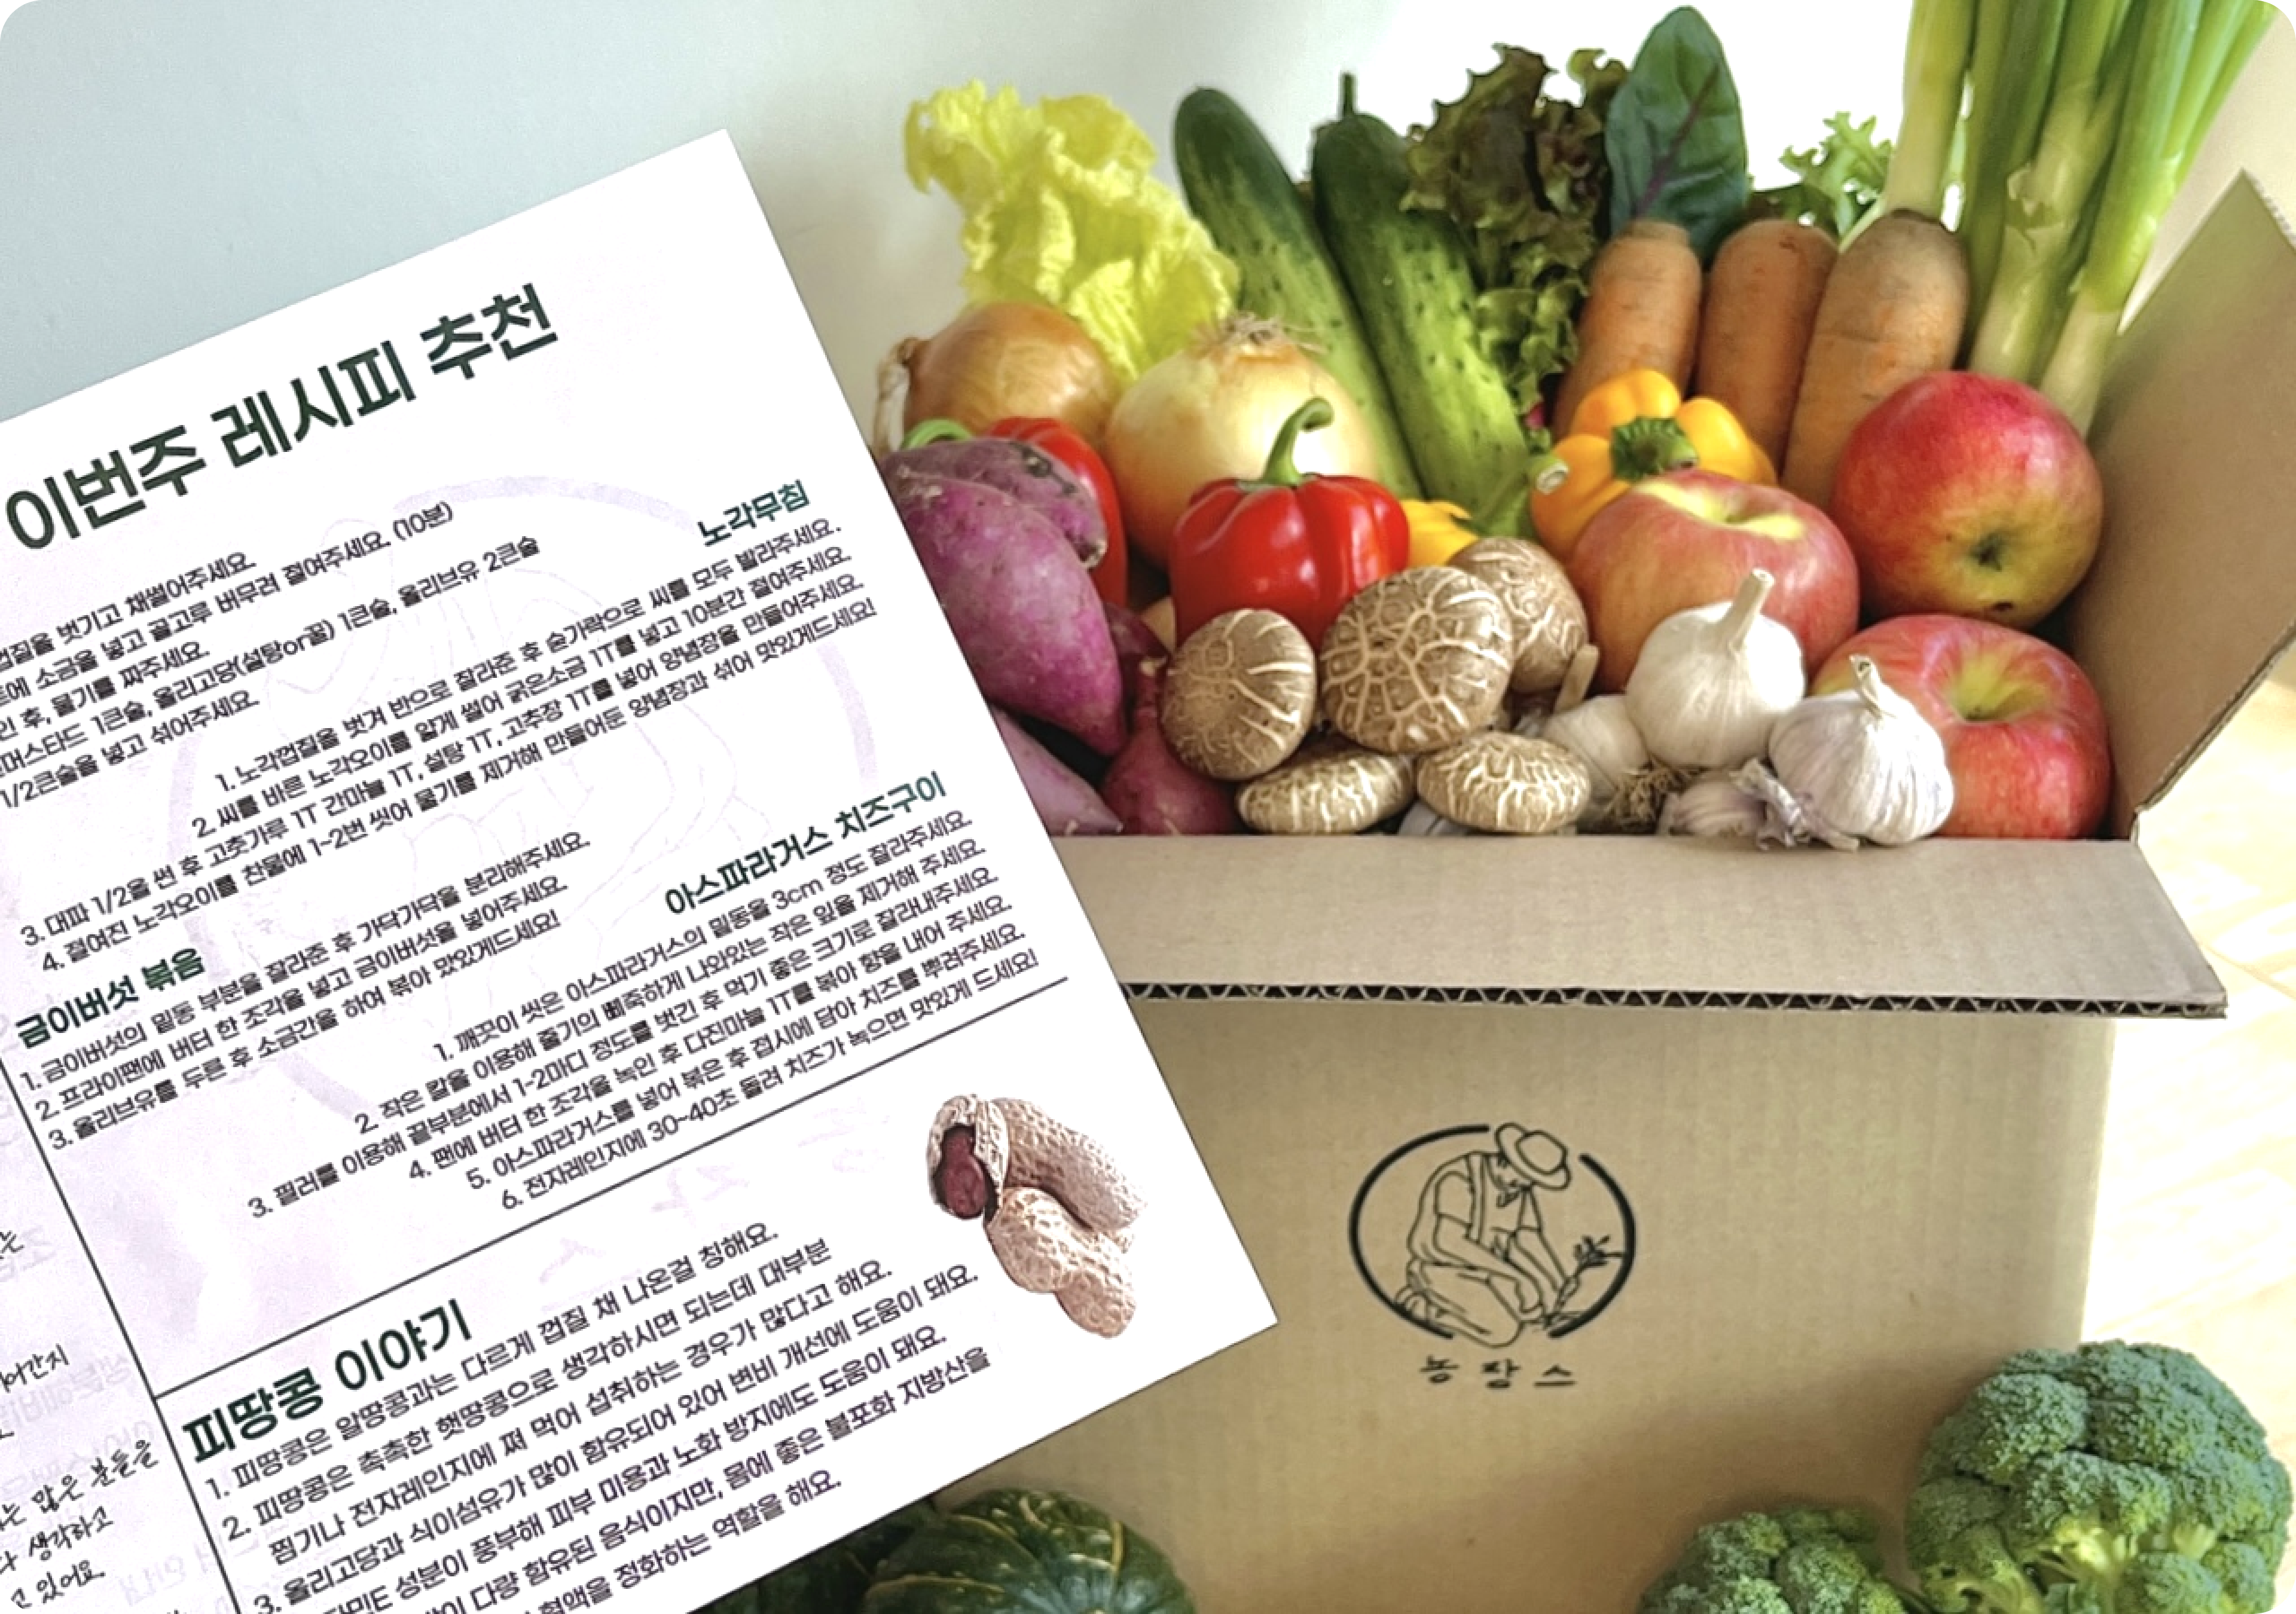 이번주 레시피 추천
껍질을 벗기고 채썰어주세요.
소금을 넣고 골고루 버무려 절여주세요. (10분)
후, 물기를 짜주세요.
머스타드 1큰술, 올리고당(설탕or꿀) 1큰술, 올리브유 2큰술
1/2큰술을 넣고 섞어주세요.
노각무침
1. 노각껍질을 벗겨 반으로 잘라준 후 숟가락으로 씨를 모두 발라주세요.
2. 씨를 바른 노각오이를 얇게 썰어 굵은소금 1T를 넣고 10분간 절여주세요.
3. 대파 1/2을 썬 후 고춧가루 1T 간마늘 1T, 설탕 1T, 고추장 1T를 넣어 양념장을 만들어주세요.
4. 절여진 노각오이를 찬물에 1~2번 씻어 물기를 제거해 만들어둔 양념장과 섞어 맛있게드세요!
금이버섯 볶음
1. 금이버섯의 밑동 부분을 잘라준 후 가닥가닥을 분리해주세요.
2. 프라이팬에 버터 한 조각을 넣고 금이버섯을 넣어주세요.
3. 올리브유를 두른 후 소금간을 하여 볶아 맜있게드세요!
아스파라거스 치즈구이
1. 깨끗이 씻은 아스파라거스의 밑동을 3cm 정도 잘라주세요.
2. 작은 칼을 이용해 줄기의 삐죽하게 나와있는 작은 잎을 제거해 주세요.
3. 필러를 이용해 끝부분에서 1~2마디 정도를 벗긴 후 먹기 좋은 크기로 잘라내주세요.
4. 팬에 버터 한 조각을 녹인 후 다진마늘 1T를 볶아 향을 내어 주세요.
5. 아스파라거스를 넣어 볶은 후 접시에 담아 치즈를 뿌려주세요.
6. 전자레인지에 30~40초 돌려 치즈가 녹으면 맛있게 드세요!
피땅콩 이야기
1. 피땅콩은 알땅콩과는 다르게 껍질 채 나온걸 칭해요.
2. 피땅콩은 촉촉한 햇땅콩으로 생각하시면 되는데 대부분
찜기나 전자레인지에 쪄 먹어 섭취하는 경우가 많다고 해요.
3. 올리고당과 식이섬유가 많이 함유되어 있어 변비 개선에 도움이 돼요.
성분이 풍부해 피부 미용과 노화 방지에도 도움이 돼요.
다량 함유된 음식이지만, 몸에 좋은 불포화 지방산을
혈액을 정화하는 역할을 해요.
많은 분들을
생각하고
있어요
농장스